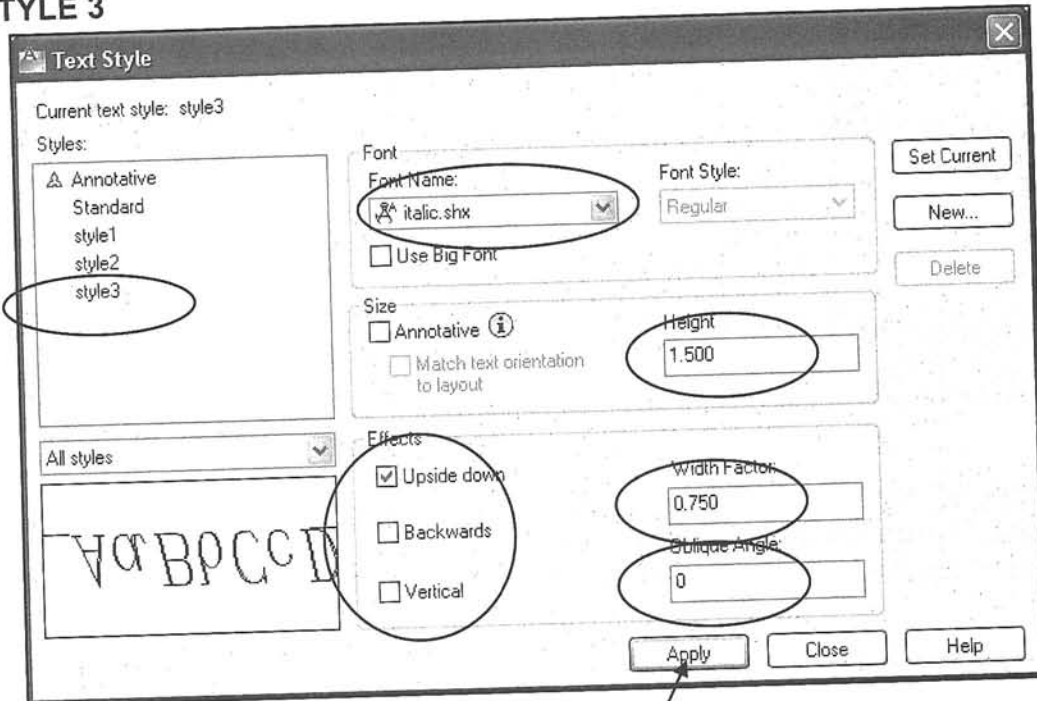 TYLE 3
Text Style
Current text style: style3
Styles:
Annotative
Standard
style1
style2
style3
All styles
AaBbCcD
Font
Font Name:
italic.shx
Use Big Font
Font Style:
Regular
Size
Annotative
Match text orientation
to layout
Height
1.500
Effects
Upside down
Backwards
Vertical
Width Factor:
0.750
Oblique Angle:
0
Set Current
New...
Delete
Apply
Close
Help